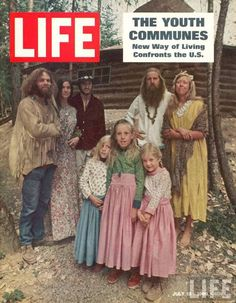 LIFE
THE YOUTH
COMMUNES
New Way of Living
Confronts the U.S.
LIFE